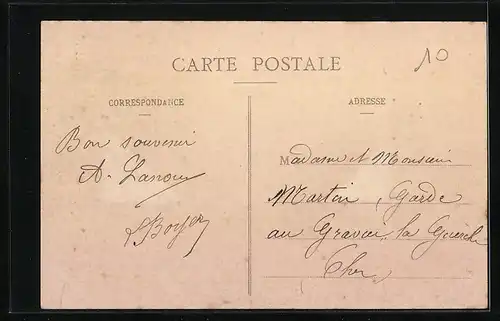 10
CARTE POSTALE
CORRESPONDANCE
Bon souvenir
A. Lanoux
Boyer
ADRESSE
Madame et Monsieur
Martin, Garde
au Gravier, la Guerche
Cher